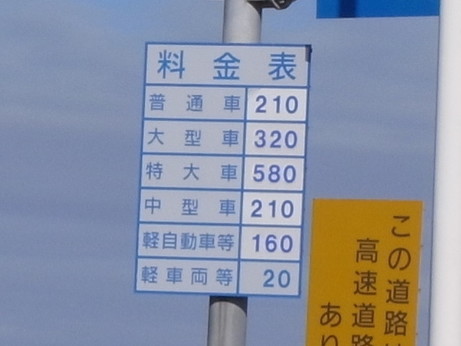 料金表
普通車 210
大型車 320
特大車 580
中型車 210
軽自動車等 160
軽車両等 20
この道路は
高速道路
あり